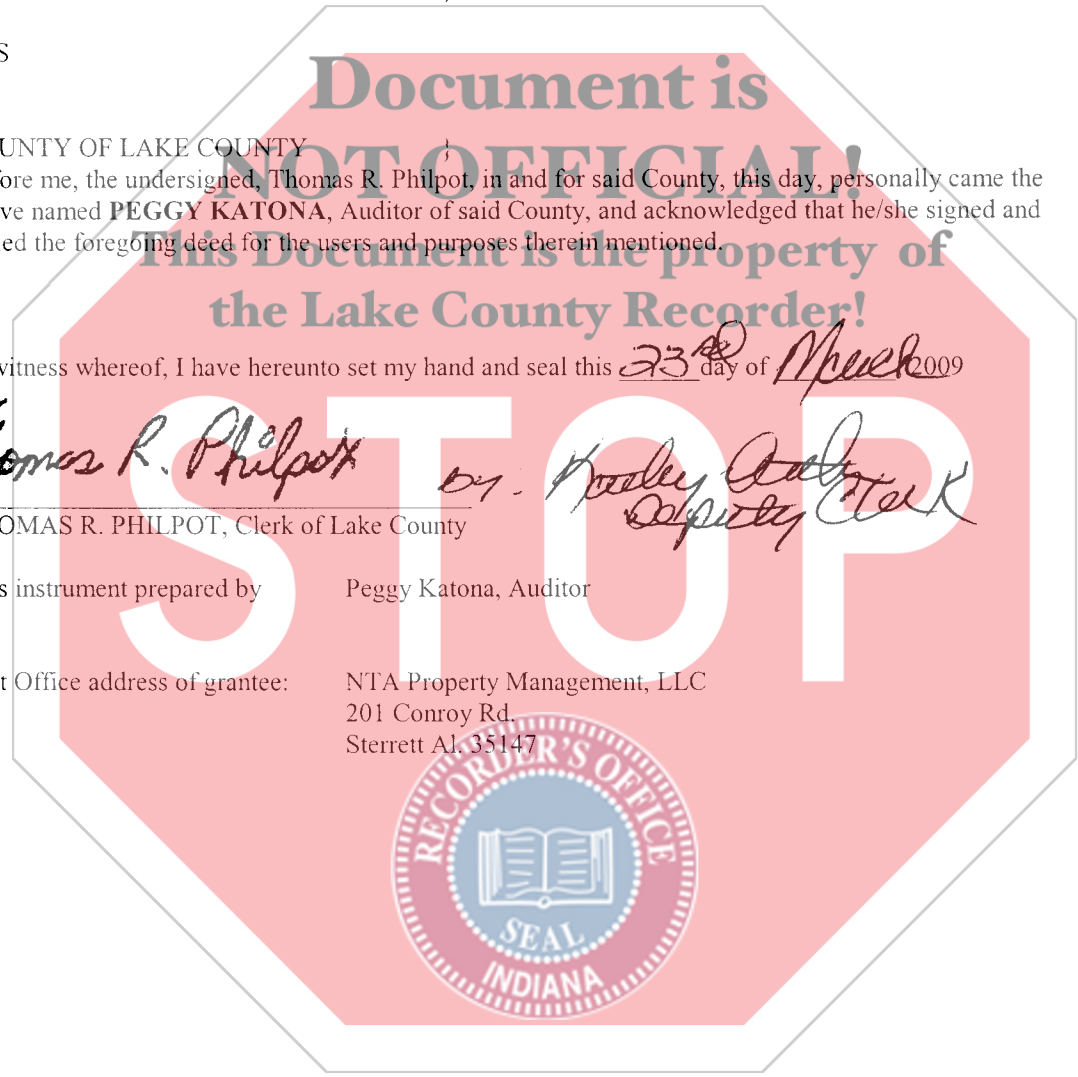 S
Document is
UNTY OF LAKE COUNTY }
NOT OFFICIAL!
ore me, the undersigned, Thomas R. Philpot, in and for said County, this day, personally came the
ve named PEGGY KATONA, Auditor of said County, and acknowledged that he/she signed and
ed the foregoing deed for the users and purposes therein mentioned.
This Document is the property of
the Lake County Recorder!
vitness whereof, I have hereunto set my hand and seal this 23rd day of March 2009
STOP
omas R. Philpot by.
Deputy Clerk
OMAS R. PHILPOT, Clerk of Lake County
s instrument prepared by Peggy Katona, Auditor
t Office address of grantee: NTA Property Management, LLC
201 Conroy Rd.
Sterrett Al. 35147
RECORDER'S OFFICE
SEAL
INDIANA